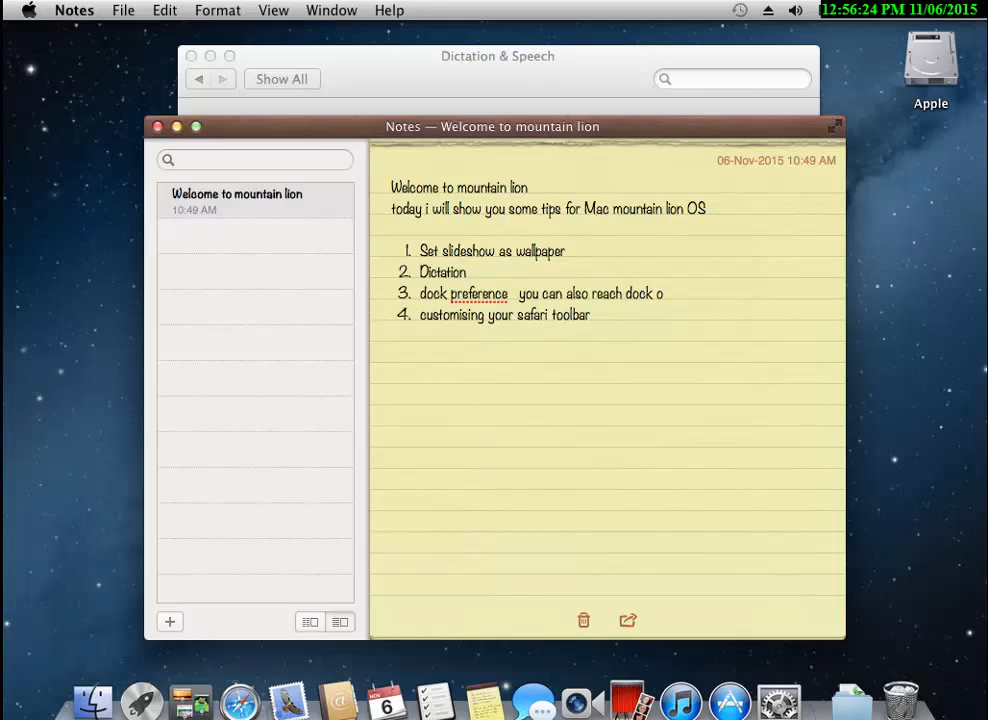 Notes File Edit Format View Window Help 12:56:24 PM 11/06/2015
Dictation & Speech
Show All
Apple
Notes — Welcome to mountain lion
06-Nov-2015 10:49 AM
Welcome to mountain lion
10:49 AM
Welcome to mountain lion
today i will show you some tips for Mac mountain lion OS
1. Set slideshow as wallpaper
2. Dictation
3. dock preference you can also reach dock o
4. customising your safari toolbar
NOV
6